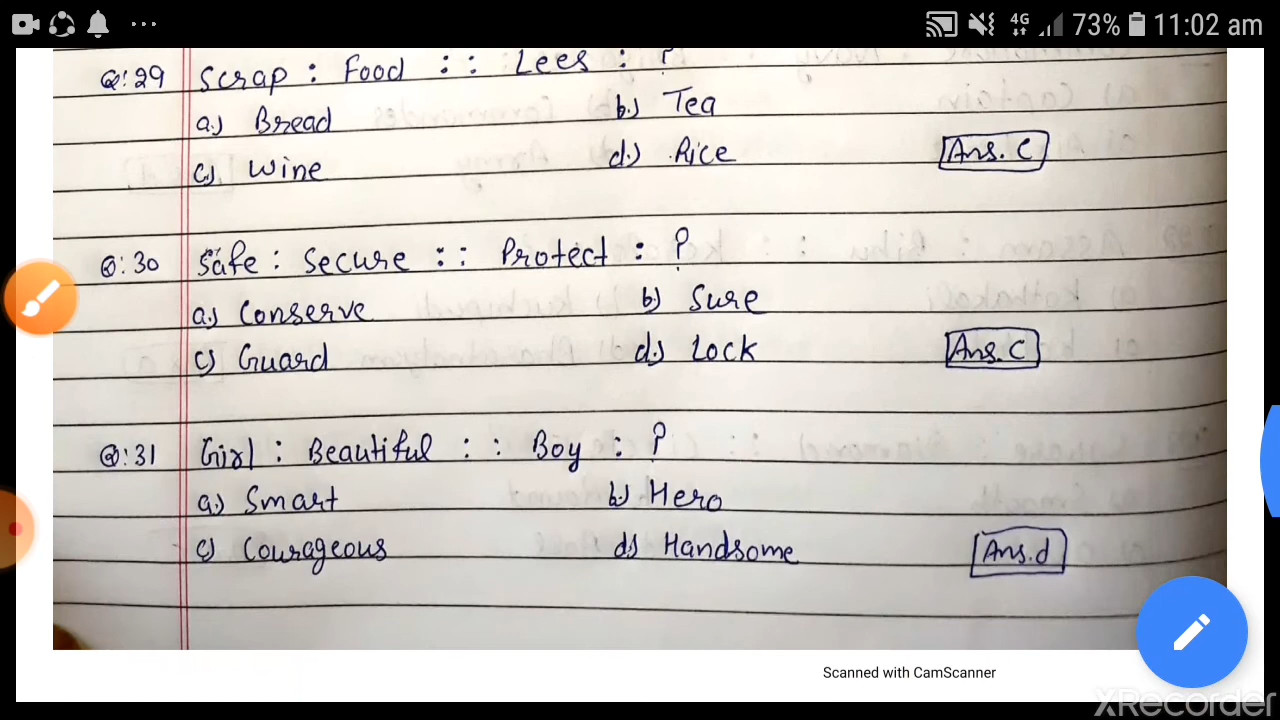 4G 73% 11:02 am
Q:29 Scrap : Food : : Lees : ?
a.) Bread b.) Tea
c.) Wine d.) Rice Ans. C
Q:30 Safe : Secure : : Protect : ?
a.) Conserve b.) Sure
c.) Guard d.) Lock Ans. C
Q:31 Girl : Beautiful : : Boy : ?
a.) Smart b.) Hero
c.) Courageous d.) Handsome Ans. d
Scanned with CamScanner
XRecorder